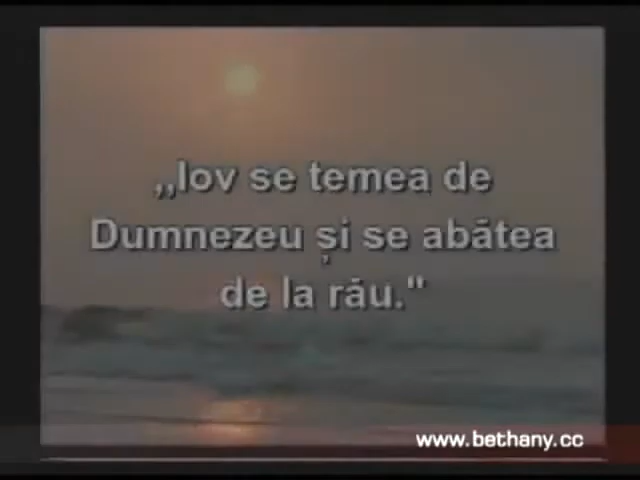 ,,Iov se temea de
Dumnezeu și se abătea
de la rău."
www.bethany.cc